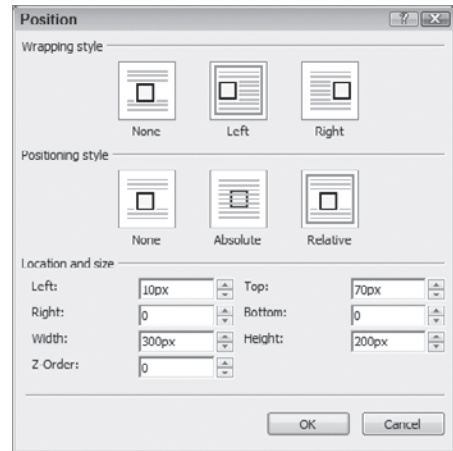 Position
Wrapping style
None Left Right
Positioning style
None Absolute Relative
Location and size
Left: 10px Top: 70px
Right: 0 Bottom: 0
Width: 300px Height: 200px
Z-Order: 0
OK Cancel